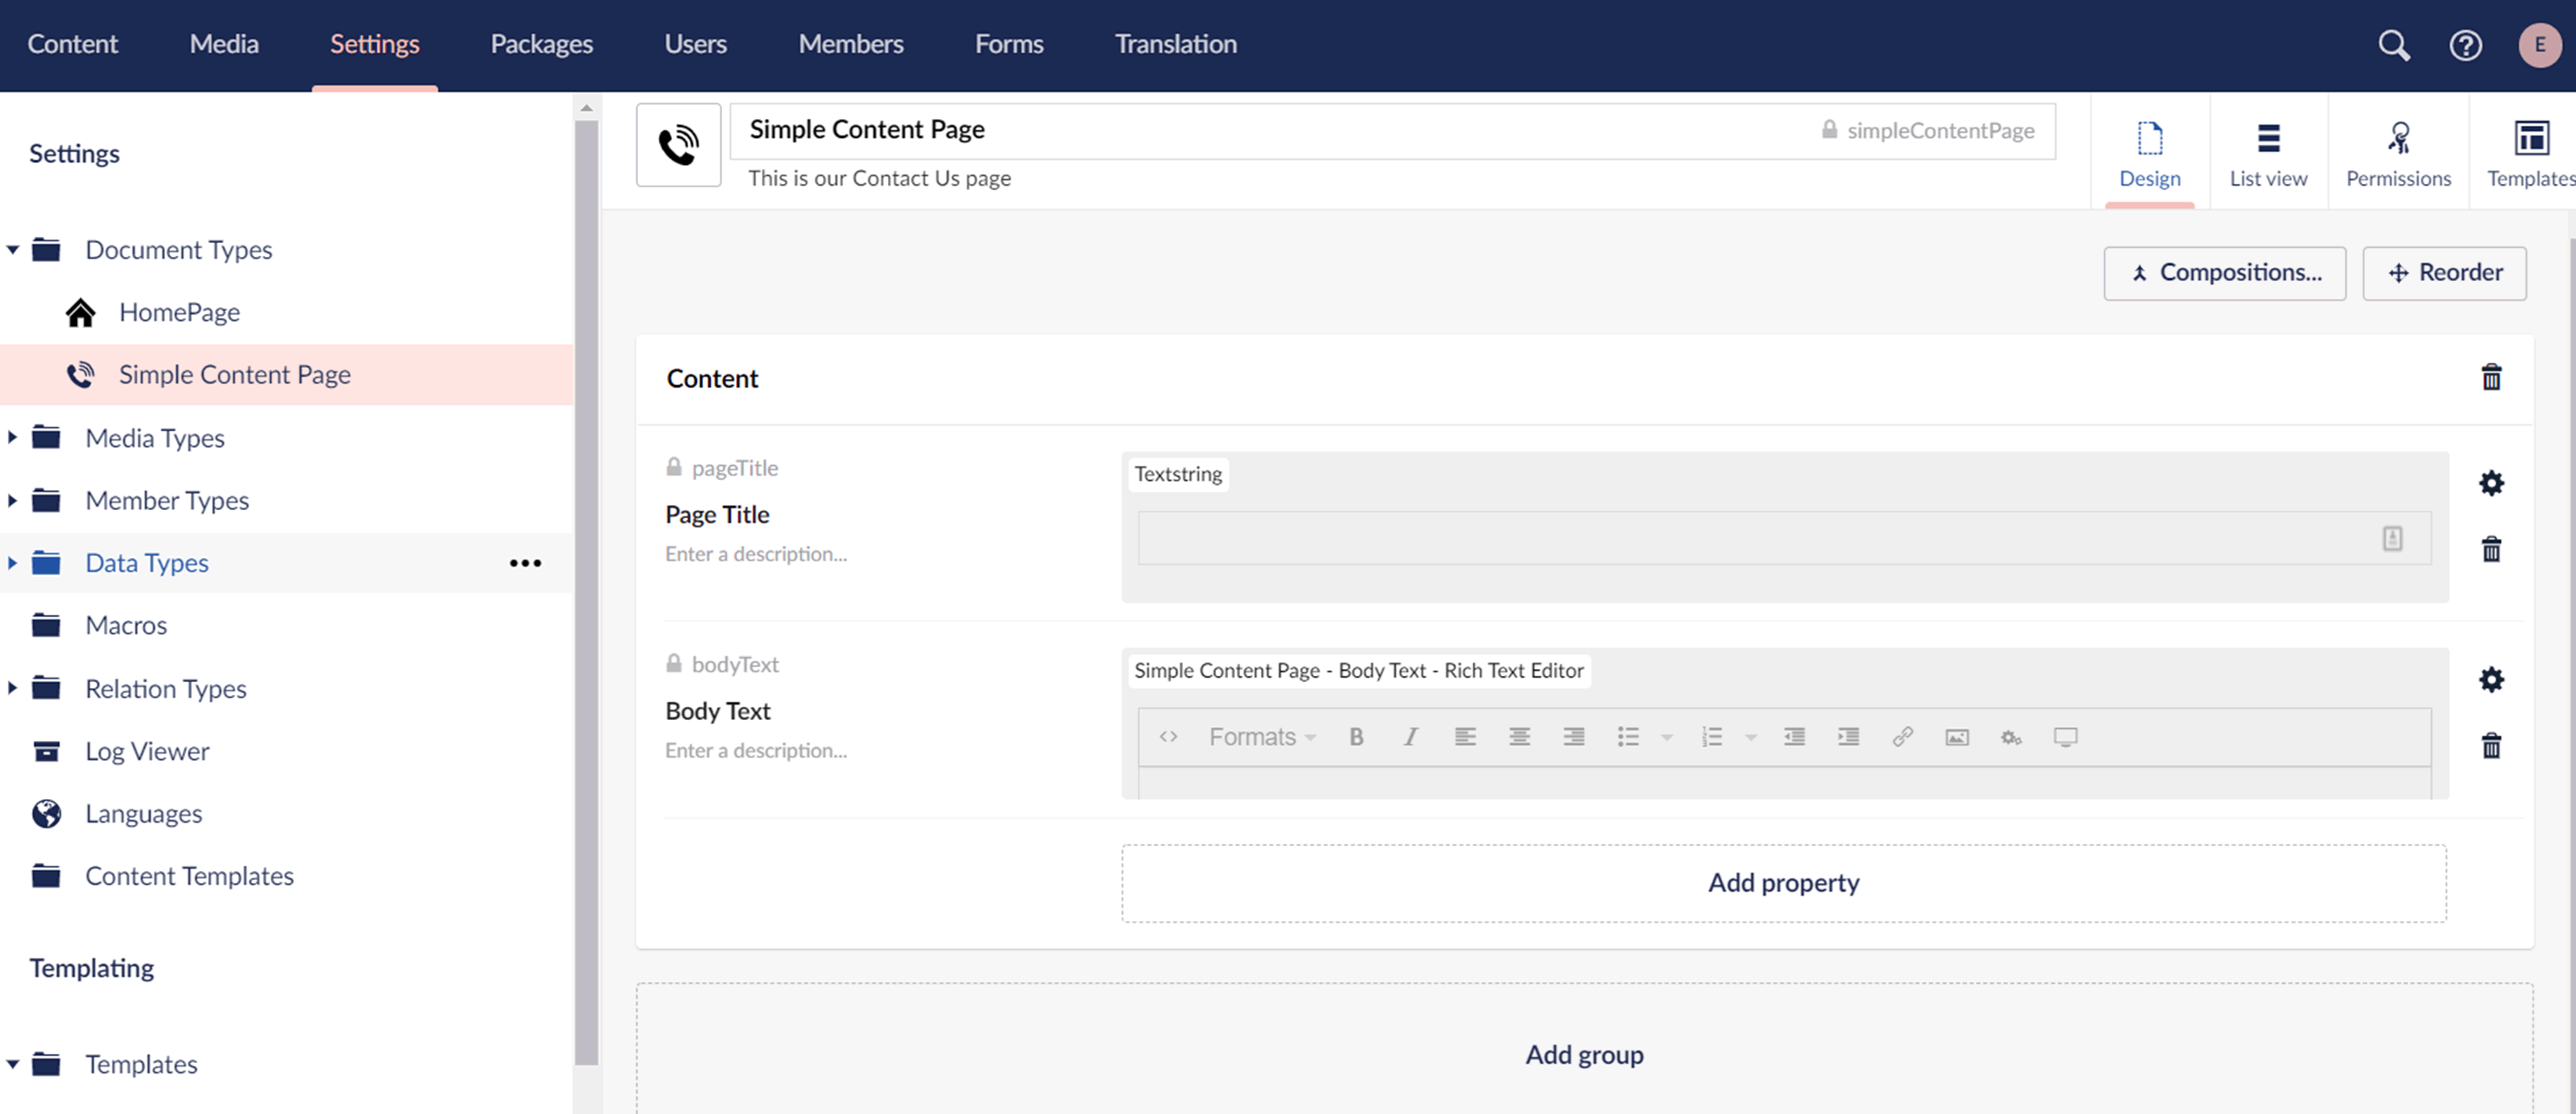 Content Media Settings Packages Users Members Forms Translation E
Settings
Document Types
HomePage
Simple Content Page
Media Types
Member Types
Data Types
Macros
Relation Types
Log Viewer
Languages
Content Templates
Templating
Templates
Simple Content Page simpleContentPage
This is our Contact Us page
Design List view Permissions Templates
Compositions... Reorder
Content
pageTitle
Page Title
Enter a description...
Textstring
bodyText
Body Text
Enter a description...
Simple Content Page - Body Text - Rich Text Editor
<> Formats B I
Add property
Add group